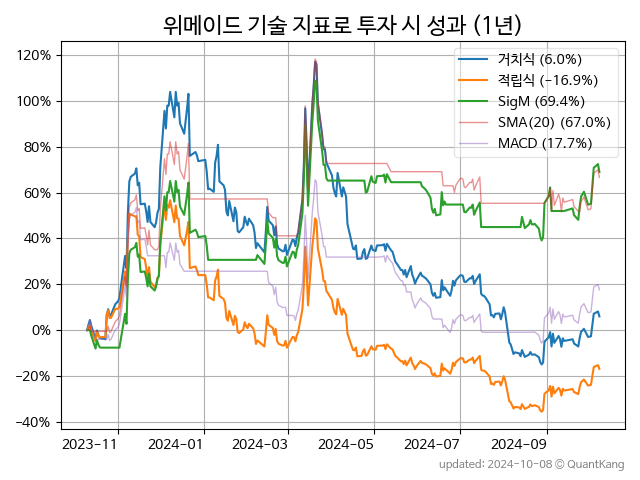 위메이드 기술 지표로 투자 시 성과 (1년)
120%
100%
80%
60%
40%
20%
0%
−20%
−40%
거치식 (6.0%)
적립식 (−16.9%)
SigM (69.4%)
SMA(20) (67.0%)
MACD (17.7%)
2023-11
2024-01
2024-03
2024-05
2024-07
2024-09
updated: 2024-10-08 © QuantKang